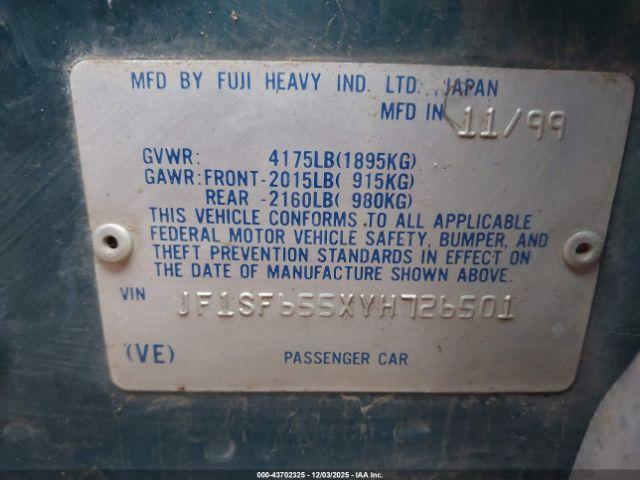 MFD BY FUJI HEAVY IND. LTD. ,JAPAN
MFD IN 11/99
GVWR: 4175LB(1895KG)
GAWR:FRONT-2015LB( 915KG)
REAR -2160LB( 980KG)
THIS VEHICLE CONFORMS TO ALL APPLICABLE
FEDERAL MOTOR VEHICLE SAFETY, BUMPER, AND
THEFT PREVENTION STANDARDS IN EFFECT ON
THE DATE OF MANUFACTURE SHOWN ABOVE.
VIN JF1SF655XYH726501
(VE) PASSENGER CAR
000-43702325 - 12/03/2025 - IAAI.COM